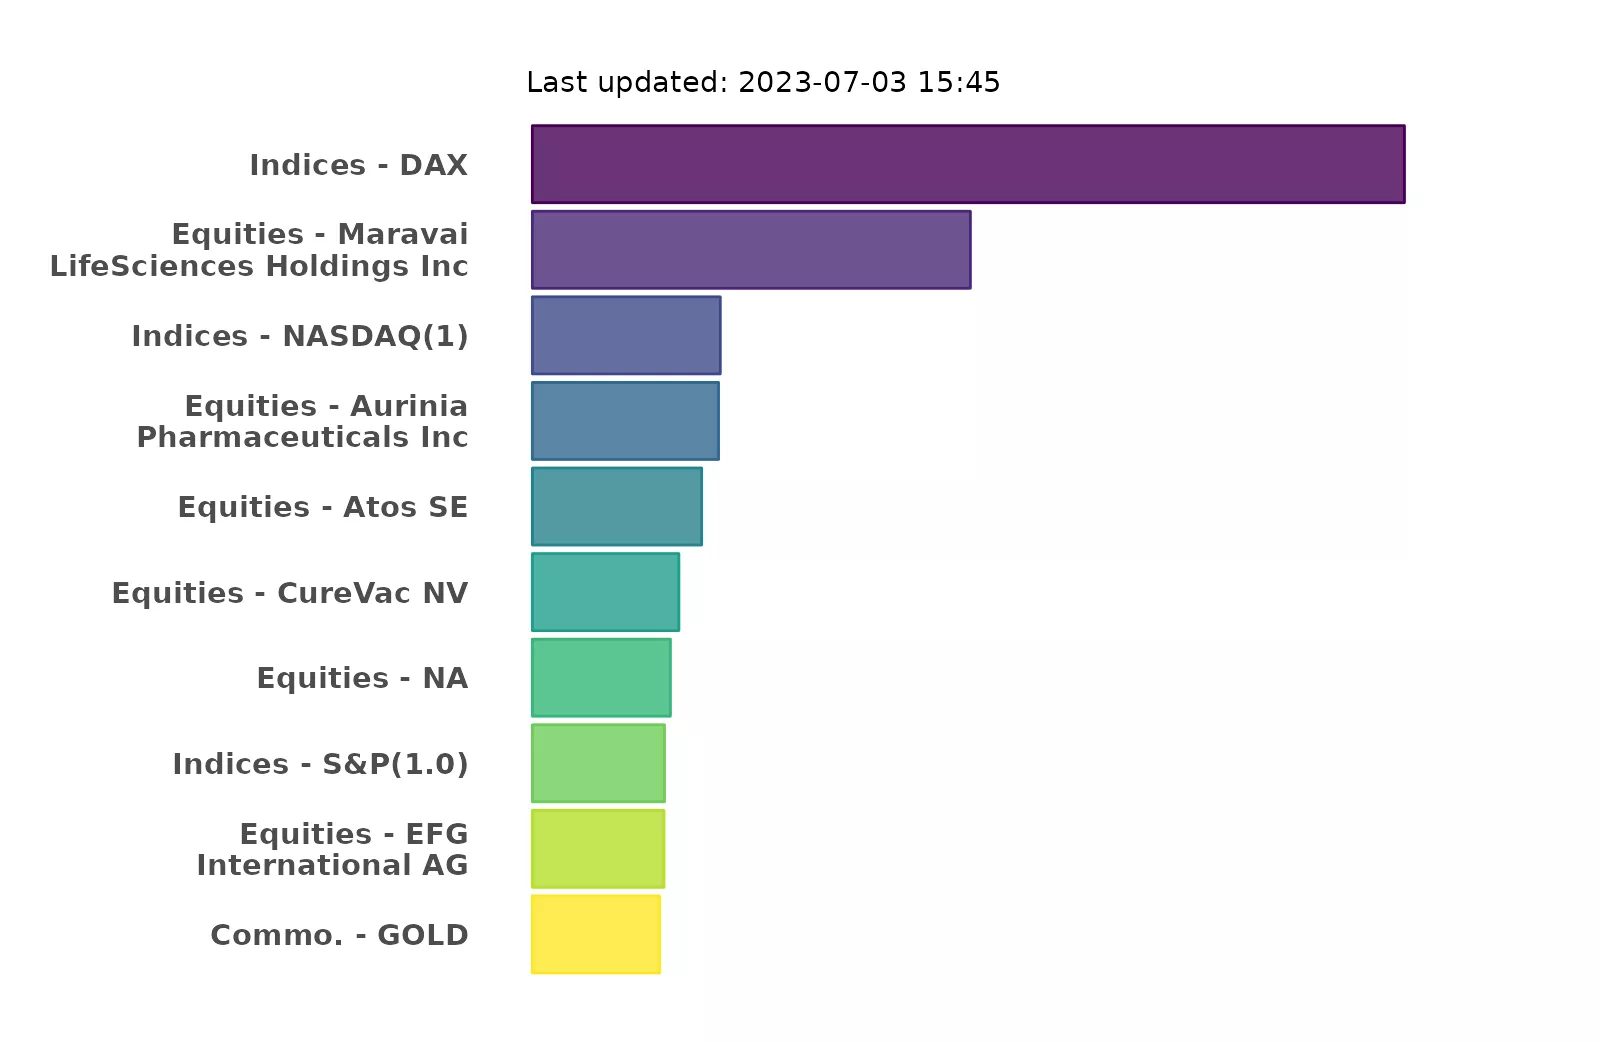 Last updated: 2023-07-03 15:45
Indices - DAX
Equities - Maravai
LifeSciences Holdings Inc
Indices - NASDAQ(1)
Equities - Aurinia
Pharmaceuticals Inc
Equities - Atos SE
Equities - CureVac NV
Equities - NA
Indices - S&P(1.0)
Equities - EFG
International AG
Commo. - GOLD